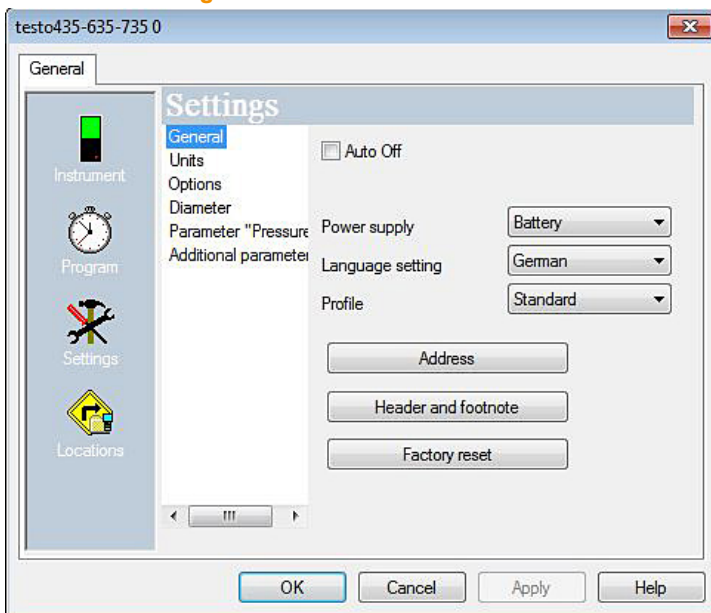 testo435-635-735 0
General
Settings
Instrument
Program
Settings
Locations
General
Units
Options
Diameter
Parameter "Pressure
Additional parameter
Auto Off
Power supply Battery
Language setting German
Profile Standard
Address
Header and footnote
Factory reset
OK Cancel Apply Help